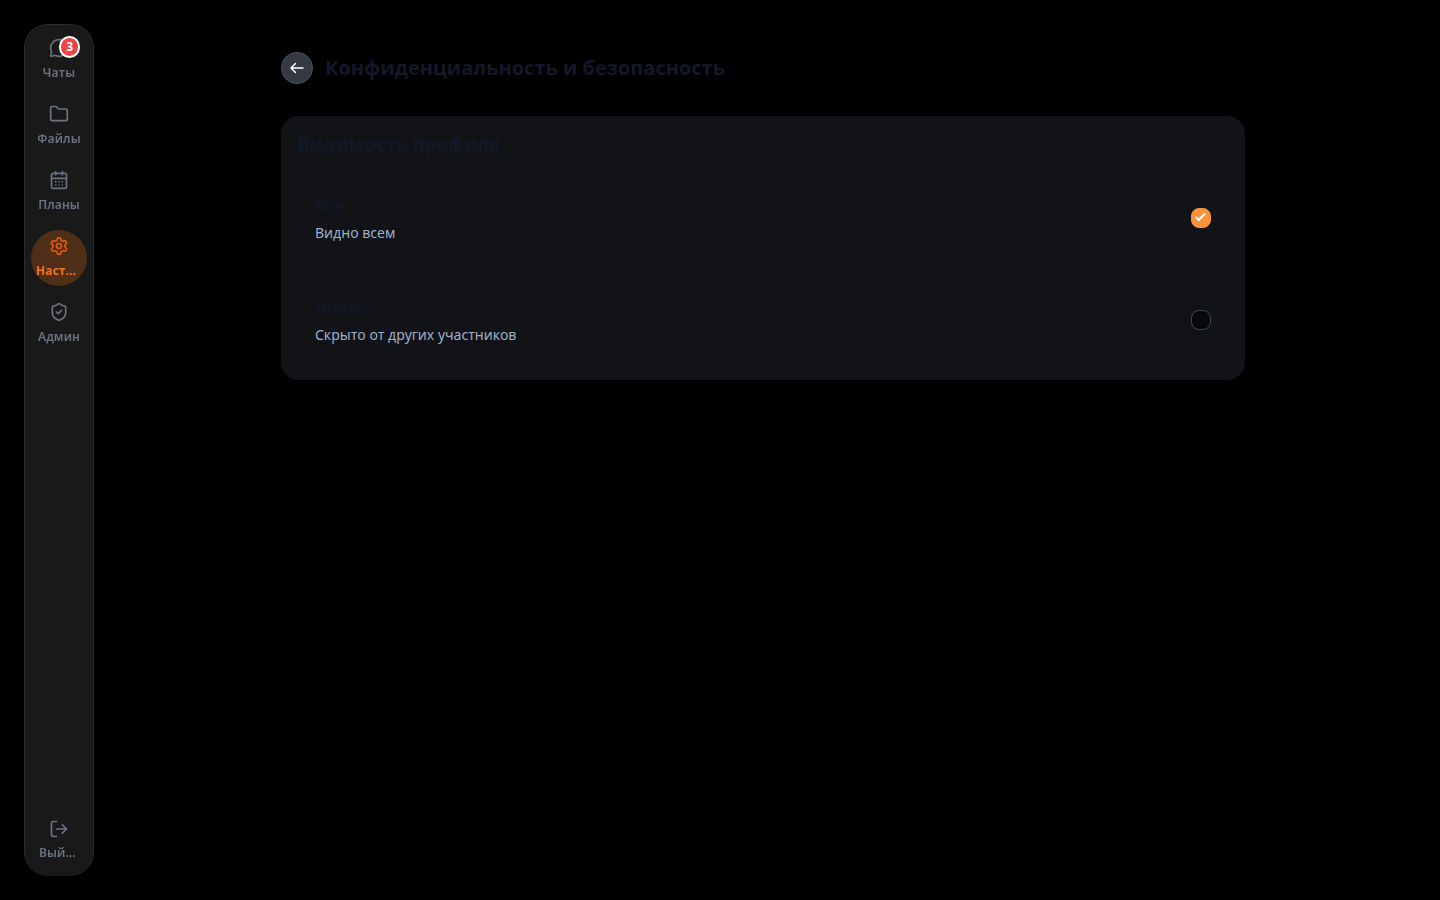 3
Чаты
Файлы
Планы
Наст...
Админ
Вый...
Конфиденциальность и безопасность
Видимость профиля
Все
Видно всем
Никто
Скрыто от других участников